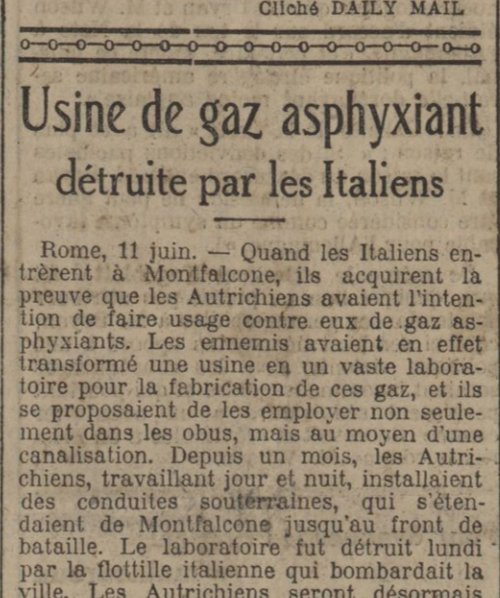 Cliché DAILY MAIL
Usine de gaz asphyxiant
détruite par les Italiens
Rome, 11 juin. — Quand les Italiens en-
trèrent à Montfalcone, ils acquirent la
preuve que les Autrichiens avaient l'inten-
tion de faire usage contre eux de gaz as-
phyxiants. Les ennemis avaient en effet
transformé une usine en un vaste labora-
toire pour la fabrication de ces gaz, et ils
se proposaient de les employer non seule-
ment dans les obus, mais au moyen d'une
canalisation. Depuis un mois, les Autri-
chiens, travaillant jour et nuit, installaient
des conduites souterraines, qui s'éten-
daient de Montfalcone jusqu'au front de
bataille. Le laboratoire fut détruit lundi
par la flottille italienne qui bombardait la
ville. Les Autrichiens seront désormais